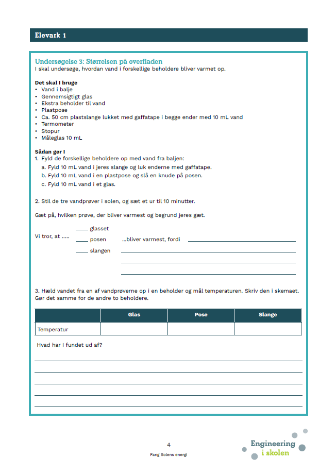 Elevark 1
Undersøgelse 3: Størrelsen på overfladen
I skal undersøge, hvordan vand i forskellige beholdere bliver varmet op.
Det skal I bruge
• Vand i balje
• Gennemsigtigt glas
• Ekstra beholder til vand
• Plastpose
• Ca. 50 cm plastslange lukket med gaffatape i begge ender med 10 mL vand
• Termometer
• Stopur
• Måleglas 10 mL
Sådan gør I
1. Fyld de forskellige beholdere op med vand fra baljen:
a. Fyld 10 mL vand i jeres slange og luk enderne med gaffatape.
b. Fyld 10 mL vand i en plastpose og slå en knude på posen.
c. Fyld 10 mL vand i et glas.
2. Stil de tre vandprøver i solen, og sæt et ur til 10 minutter.
Gæt på, hvilken prøve, der bliver varmest og begrund jeres gæt.
____ glasset
Vi tror, at ..... ____ posen ...bliver varmest, fordi
____ slangen
3. Hæld vandet fra en af vandprøverne op i en beholder og mål temperaturen. Skriv den i skemaet.
Gør det samme for de andre to beholdere.
Glas Pose Slange
Temperatur
Hvad har I fundet ud af?
4
Fang Solens energi
Engineering
i skolen